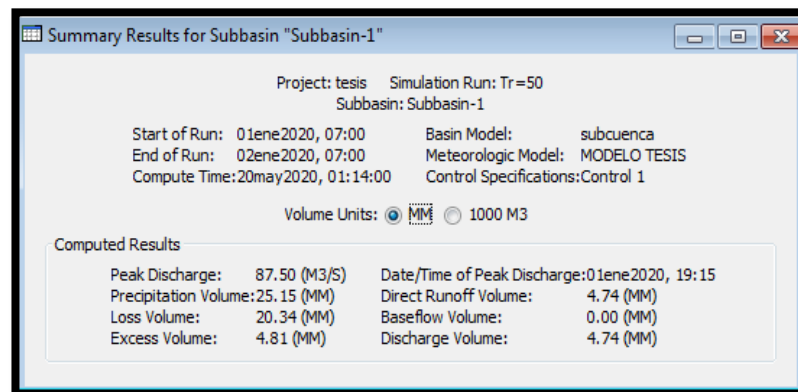 Summary Results for Subbasin "Subbasin-1"
Project: tesis Simulation Run: Tr=50
Subbasin: Subbasin-1
Start of Run: 01ene2020, 07:00 Basin Model: subcuenca
End of Run: 02ene2020, 07:00 Meteorologic Model: MODELO TESIS
Compute Time:20may2020, 01:14:00 Control Specifications:Control 1
Volume Units: MM 1000 M3
Computed Results
Peak Discharge: 87.50 (M3/S) Date/Time of Peak Discharge:01ene2020, 19:15
Precipitation Volume:25.15 (MM) Direct Runoff Volume: 4.74 (MM)
Loss Volume: 20.34 (MM) Baseflow Volume: 0.00 (MM)
Excess Volume: 4.81 (MM) Discharge Volume: 4.74 (MM)